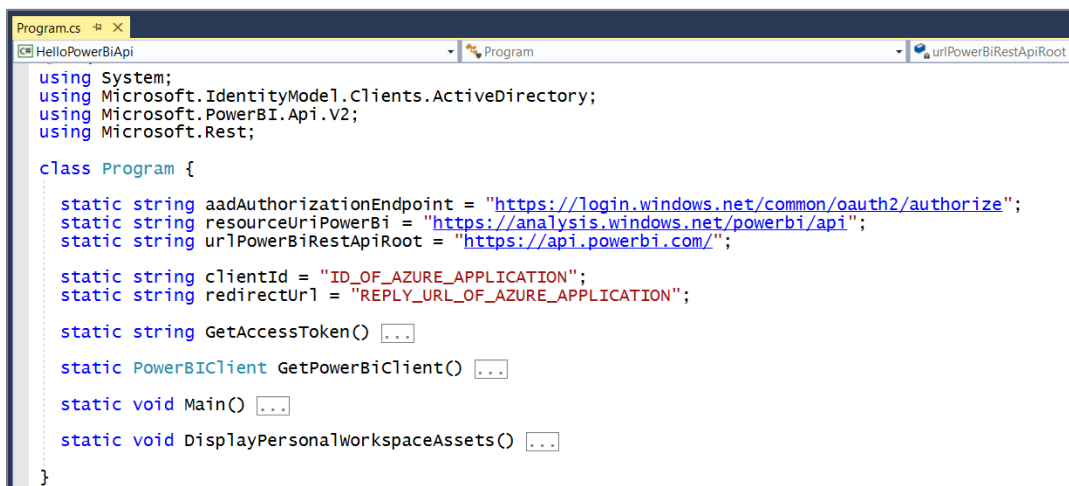 Program.cs
HelloPowerBiApi Program urlPowerBiRestApiRoot
using System;
using Microsoft.IdentityModel.Clients.ActiveDirectory;
using Microsoft.PowerBI.Api.V2;
using Microsoft.Rest;
class Program {
static string aadAuthorizationEndpoint = "https://login.windows.net/common/oauth2/authorize";
static string resourceUriPowerBi = "https://analysis.windows.net/powerbi/api";
static string urlPowerBiRestApiRoot = "https://api.powerbi.com/";
static string clientId = "ID_OF_AZURE_APPLICATION";
static string redirectUrl = "REPLY_URL_OF_AZURE_APPLICATION";
static string GetAccessToken() ...
static PowerBIClient GetPowerBiClient() ...
static void Main() ...
static void DisplayPersonalWorkspaceAssets() ...
}